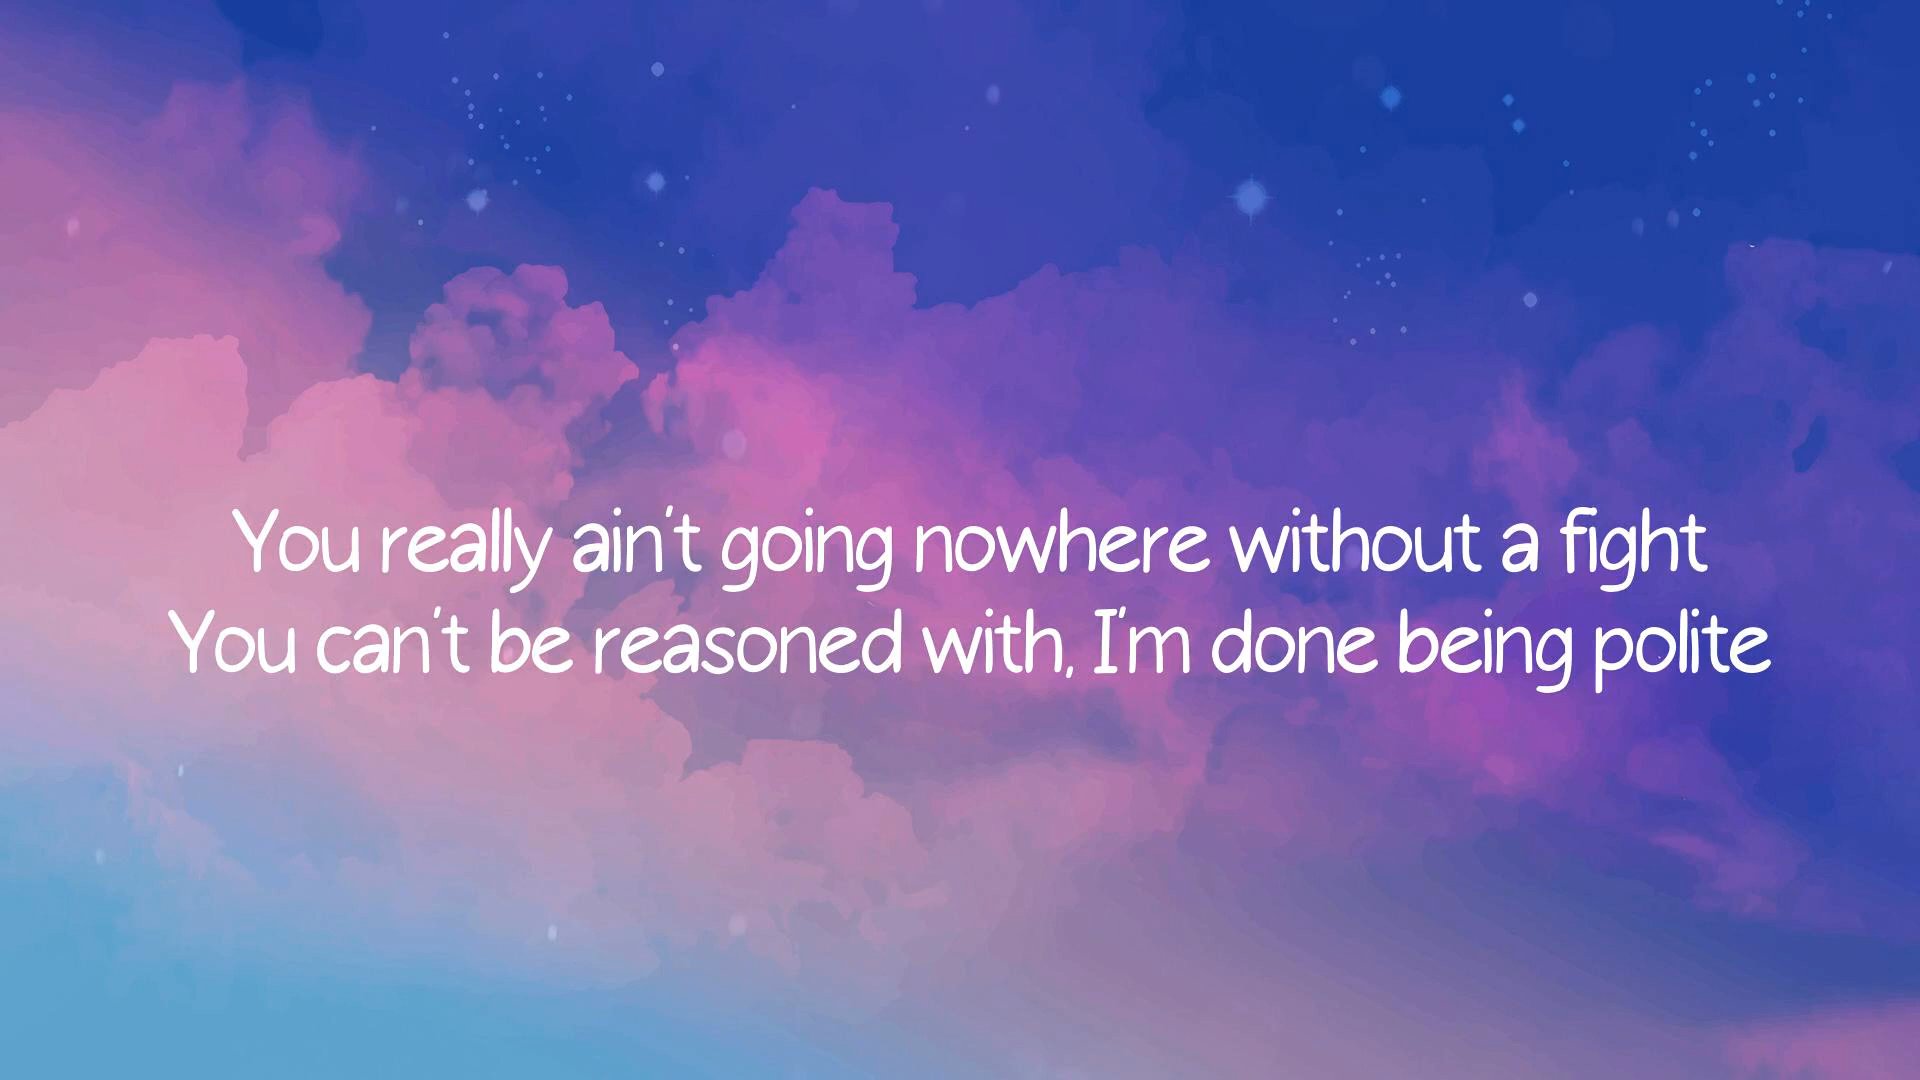 You really ain't going nowhere without a fight
You can't be reasoned with, I'm done being polite